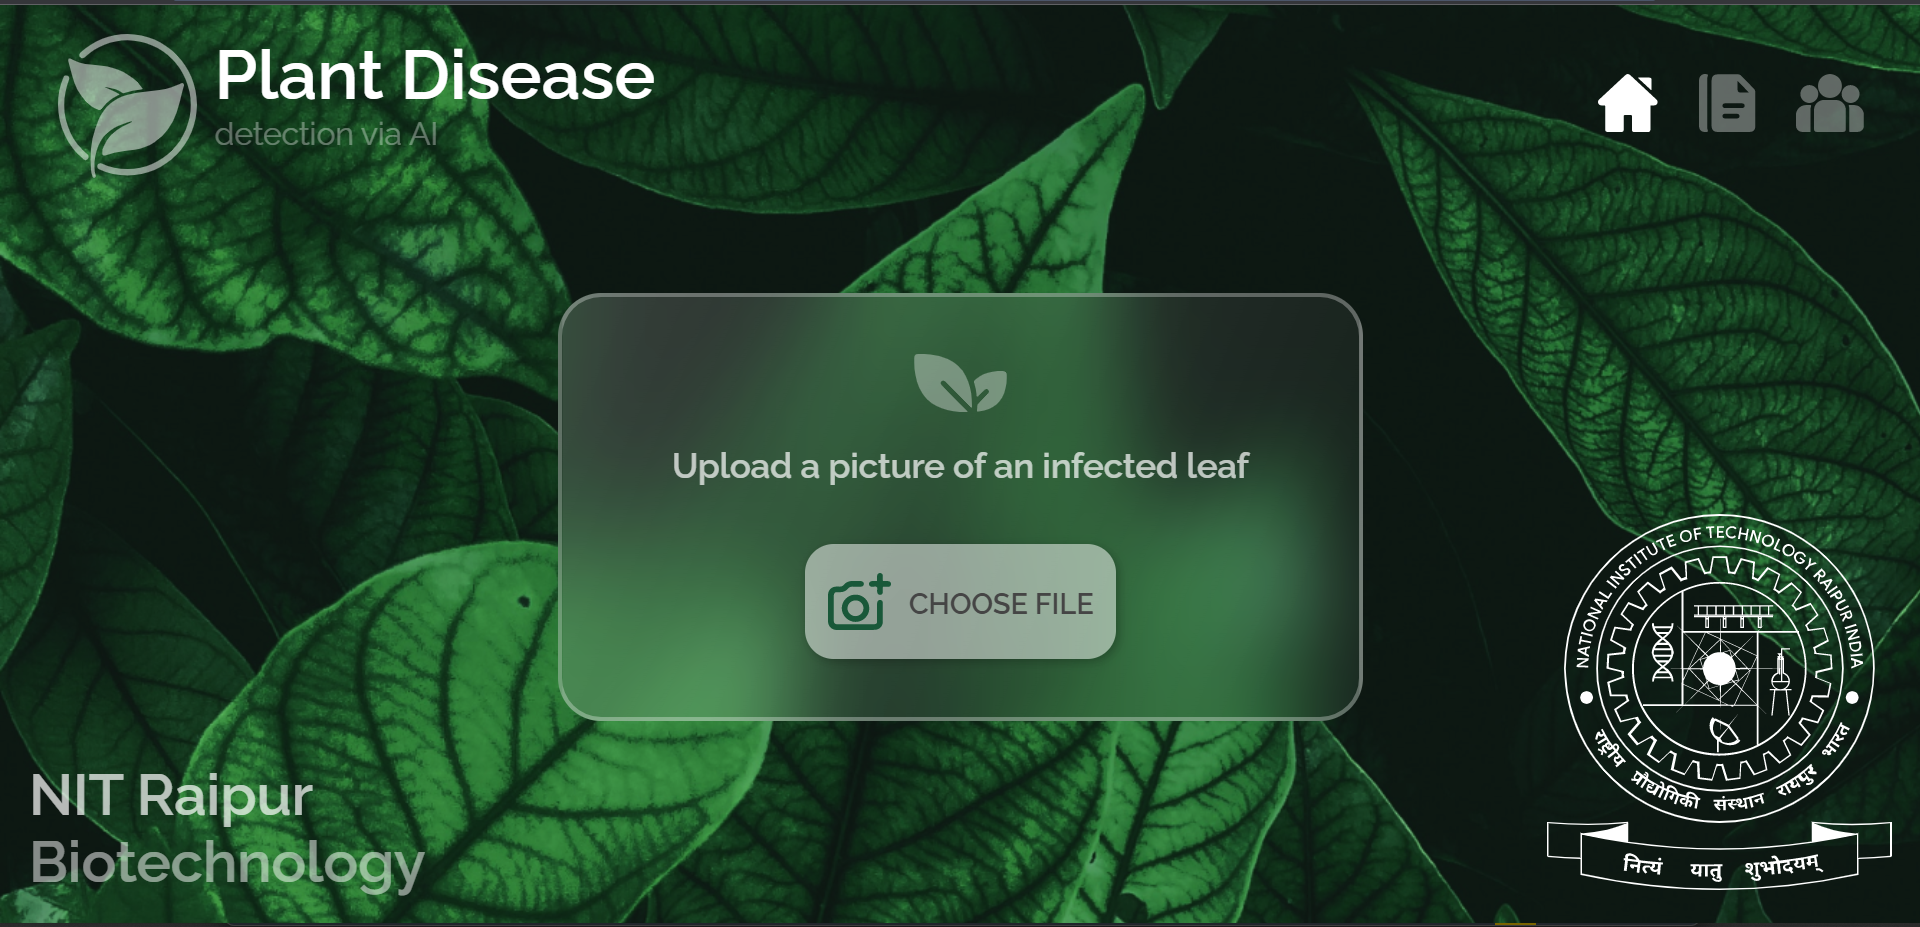 Plant Disease
detection via AI
Upload a picture of an infected leaf
CHOOSE FILE
NIT Raipur
Biotechnology
NATIONAL INSTITUTE OF TECHNOLOGY RAIPUR INDIA
राष्ट्रीय प्रौद्योगिकी संस्थान रायपुर भारत
नित्यं यातु शुभोदयम्